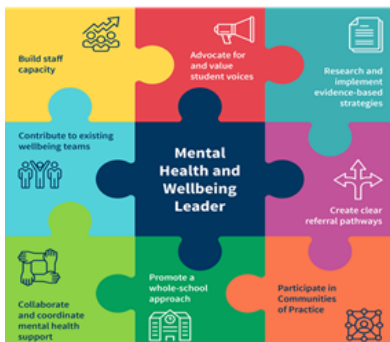 Build staff
capacity
Advocate for
and value
student voices
Research and
implement
evidence-based
strategies
Contribute to existing
wellbeing teams
Mental
Health and
Wellbeing
Leader
Create clear
referral pathways
Collaborate
and coordinate
mental health
support
Promote a
whole-school
approach
Participate in
Communities
of Practice